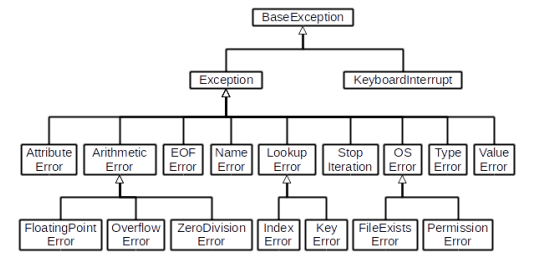 BaseException
Exception
KeyboardInterrupt
Attribute
Error
Arithmetic
Error
EOF
Error
Name
Error
Lookup
Error
Stop
Iteration
OS
Error
Type
Error
Value
Error
FloatingPoint
Error
Overflow
Error
ZeroDivision
Error
Index
Error
Key
Error
FileExists
Error
Permission
Error